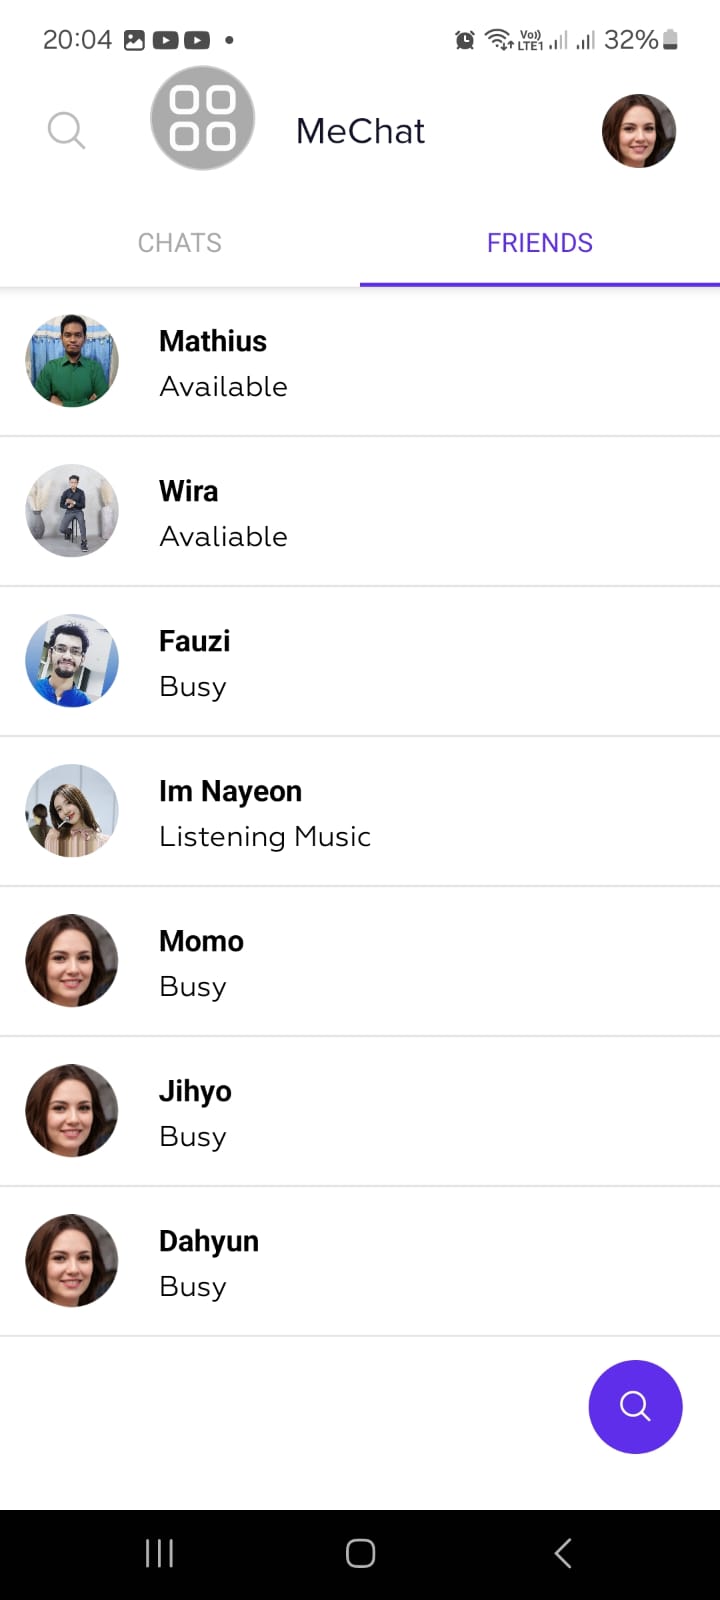 20:04
Vo))
LTE1
32%
MeChat
CHATS
FRIENDS
Mathius
Available
Wira
Avaliable
Fauzi
Busy
Im Nayeon
Listening Music
Momo
Busy
Jihyo
Busy
Dahyun
Busy